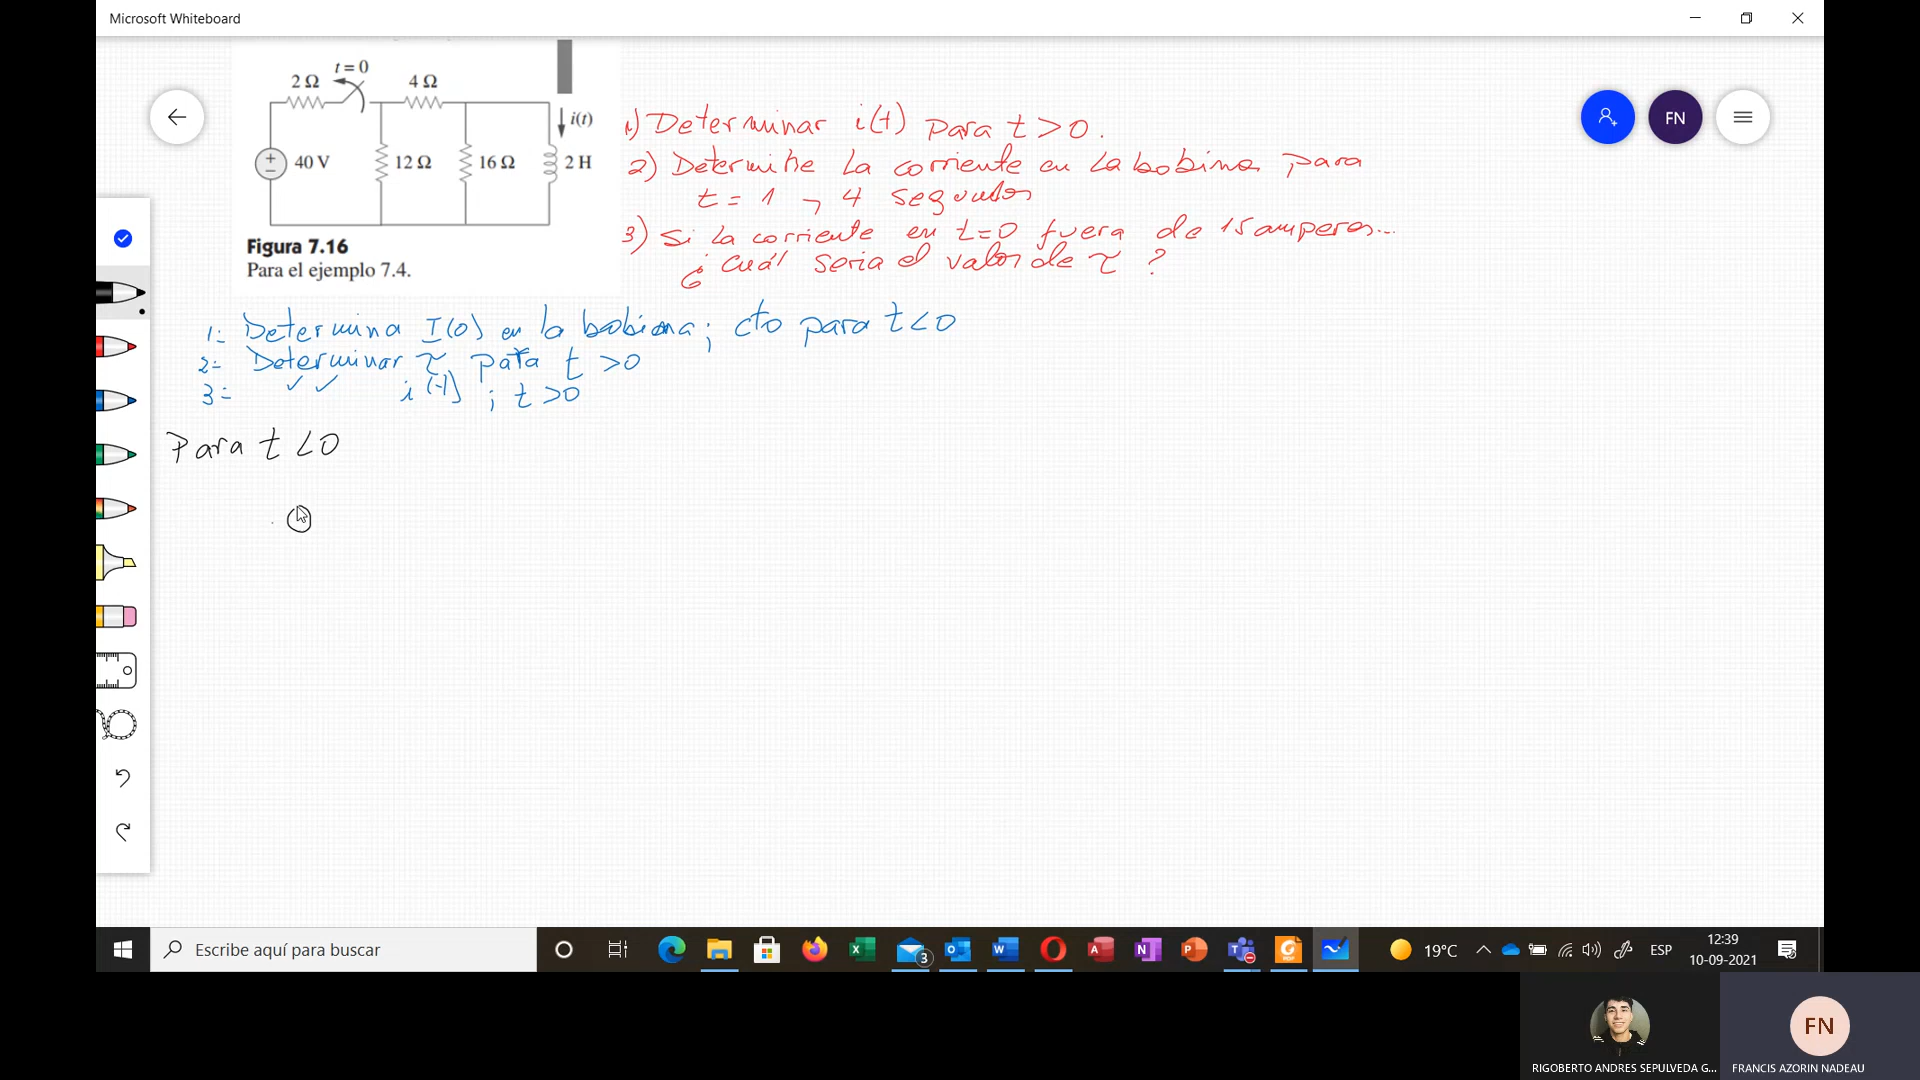 Microsoft Whiteboard
2 Ω
t = 0
4 Ω
40 V
12 Ω
16 Ω
i(t)
2 H
Figura 7.16
Para el ejemplo 7.4.
1) Determinar i(t) para t > 0.
2) Determine la corriente en la bobina para
t = 1 y 4 segundos
3) Si la corriente en t=0 fuera de 15 amperes...
¿Cuál seria el valor de τ ?
FN
1= Determina I(0) en la bobina ; cto para t<0
2= Determinar τ para t >0
3= ✓ ✓ i(t) ; t >0
Para t <0
Escribe aquí para buscar
3
19°C
ESP
12:39
10-09-2021
FN
RIGOBERTO ANDRES SEPULVEDA G...
FRANCIS AZORIN NADEAU